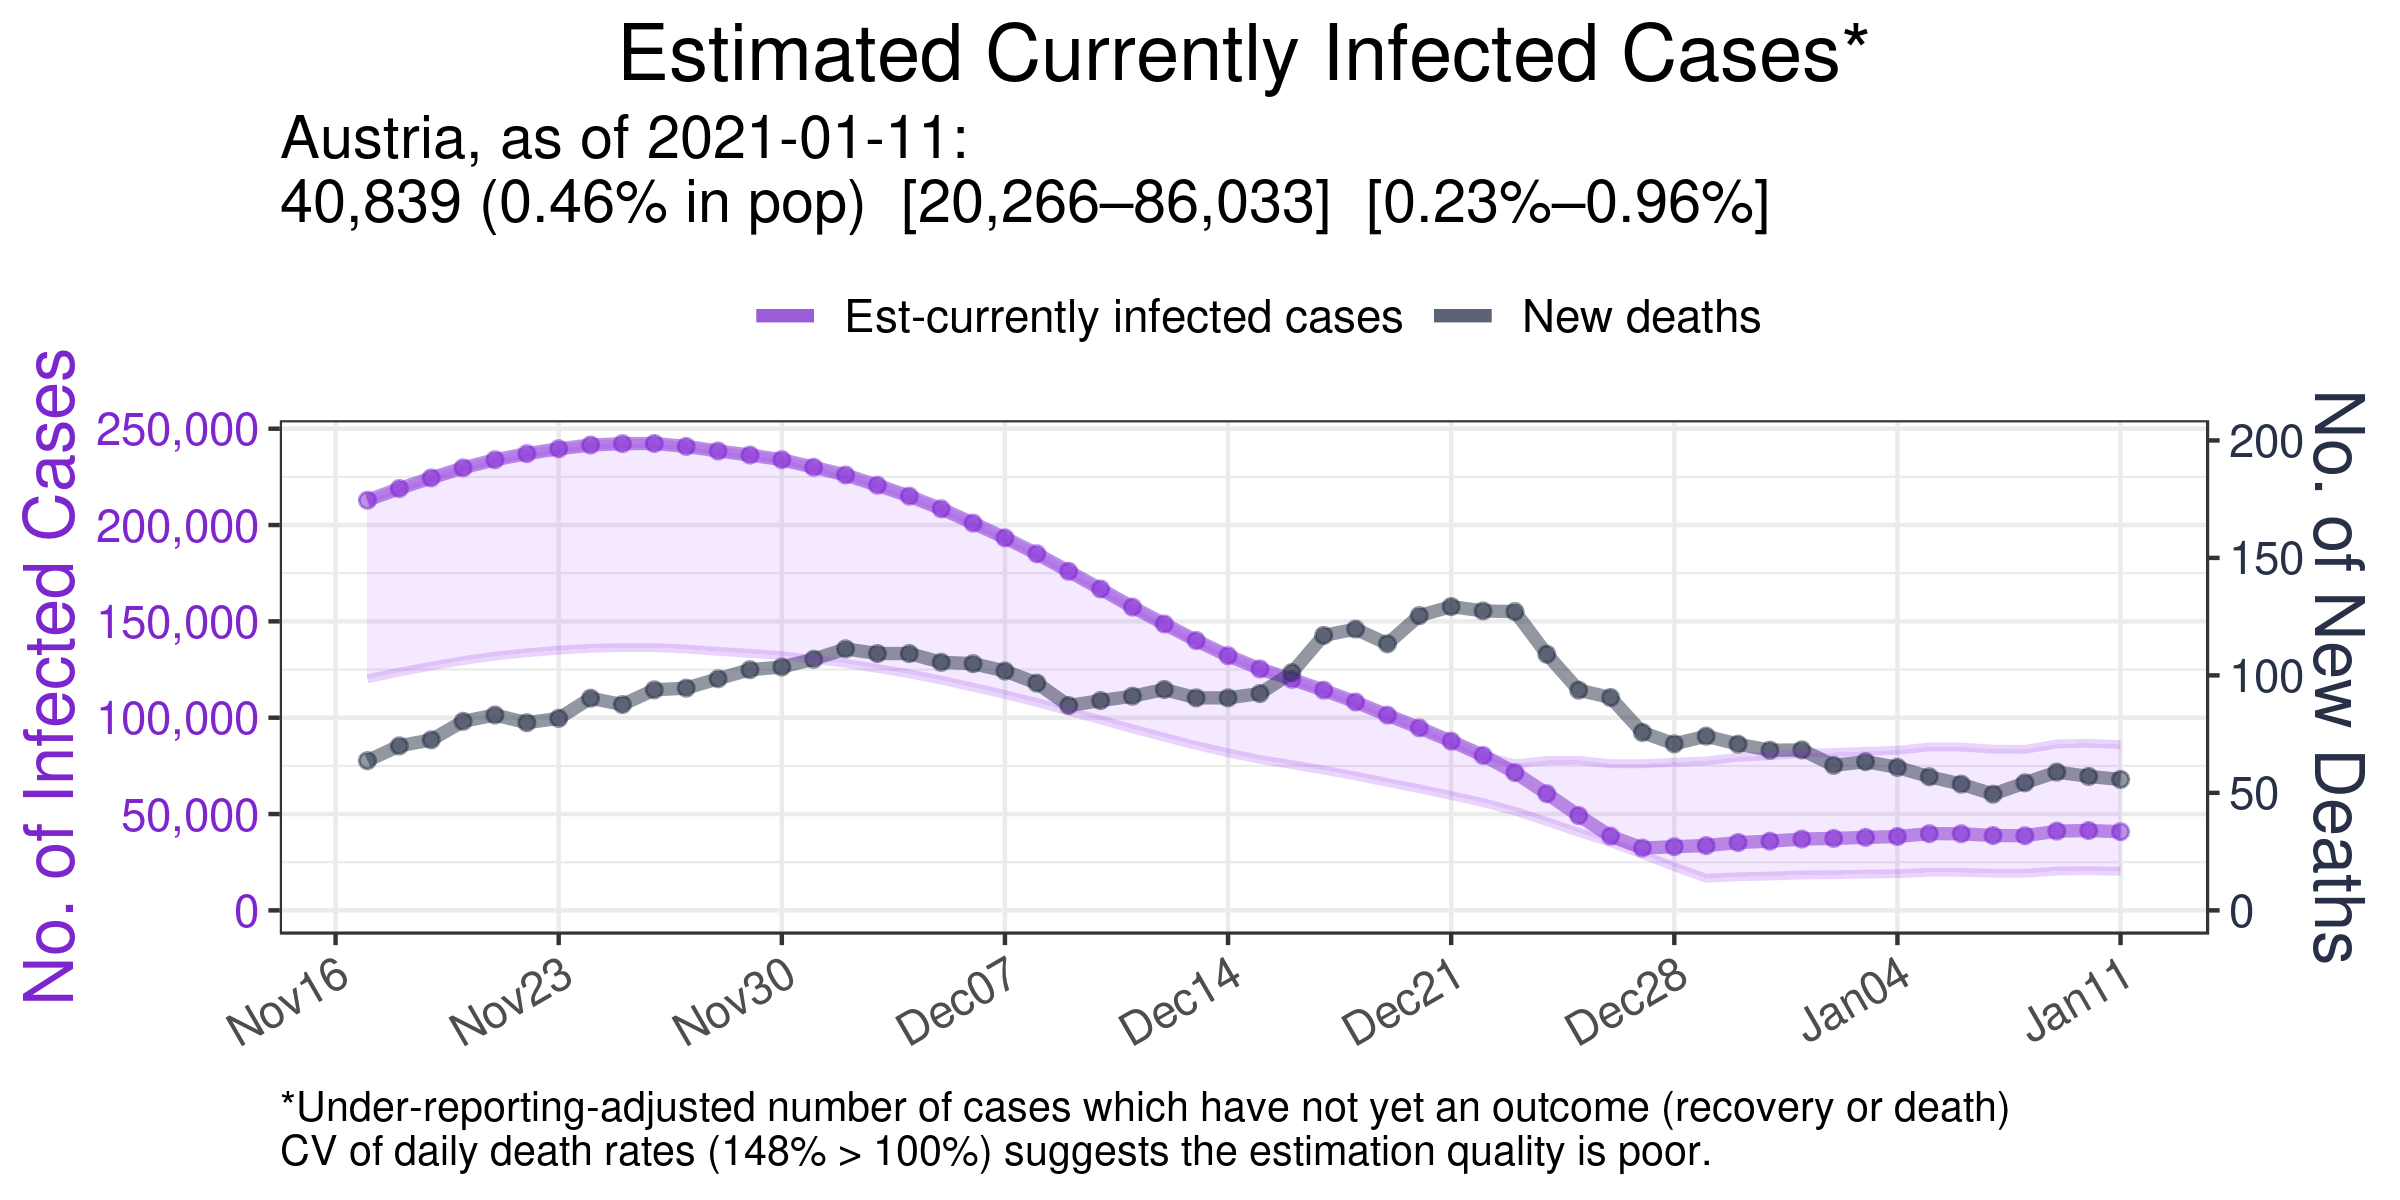 Estimated Currently Infected Cases*
Austria, as of 2021-01-11:
40,839 (0.46% in pop)  [20,266–86,033]  [0.23%–0.96%]
Est-currently infected cases
New deaths
No. of Infected Cases
250,000
200,000
150,000
100,000
50,000
0
No. of New Deaths
200
150
100
50
0
Nov16
Nov23
Nov30
Dec07
Dec14
Dec21
Dec28
Jan04
Jan11
*Under-reporting-adjusted number of cases which have not yet an outcome (recovery or death)
CV of daily death rates (148% > 100%) suggests the estimation quality is poor.